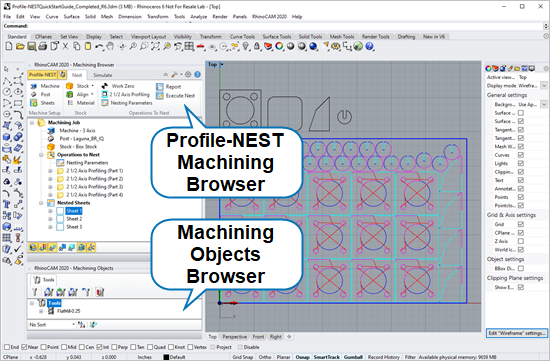 Profile-NESTQuickStartGuide_Completed_R6.3dm (3 MB) - Rhinoceros 6 Not For Resale Lab - [Top]
File Edit View Curve Surface Solid Mesh Dimension Transform Tools Analyze Render Panels RhinoCAM 2020 Help
Command:
Standard CPlanes Set View Display Select Viewport Layout Visibility Transform Curve Tools Surface Tools Solid Tools Mesh Tools Render Tools Drafting New in V6
RhinoCAM 2020 - Machining Browser
Profile-NEST Nest Simulate
Machine Stock Work Zero Report
Post Align 2 1/2 Axis Profiling Execute Nest
Sheets Material Nesting Parameters
Machine Setup Stock Operations To Nest
Machining Job
Machine - 3 Axis
Post - Laguna_BR_IQ
Stock - Box Stock
Operations to Nest
Nesting Parameters
2 1/2 Axis Profiling (Part 1)
2 1/2 Axis Profiling (Part 2)
2 1/2 Axis Profiling (Part 3)
2 1/2 Axis Profiling (Part 4)
Nested Sheets
Sheet 1
Sheet 2
Sheet 3
RhinoCAM 2020 - Machining Objects
Tools
Tools
FlatMill-0.25
No Sort
Top
Profile-NEST
Machining
Browser
Machining
Objects
Browser
Top Perspective Front Right
Active view... Top
Display mode Wirefram...
General settings
Backgrou... Use Ap...
Surface ...
Surface ...
Tangent...
Tangent...
Mesh W...
Curves
Lights
Clippin...
Text
Annotat...
Points
Pointclo...
Grid & Axis setting
Grid
CPlane ...
Z Axis
World i...
Object settings
BBox Di...
Clipping Plane settings
Show E...
Edit "Wireframe" settings...
End Near Point Mid Cen Int Perp Tan Quad Knot Vertex Project Disable
CPlane x -0.628 y 0.043 z 0.000 Inches Default Grid Snap Ortho Planar Osnap SmartTrack Gumball Record History Filter Available physical memory: 9659 MB